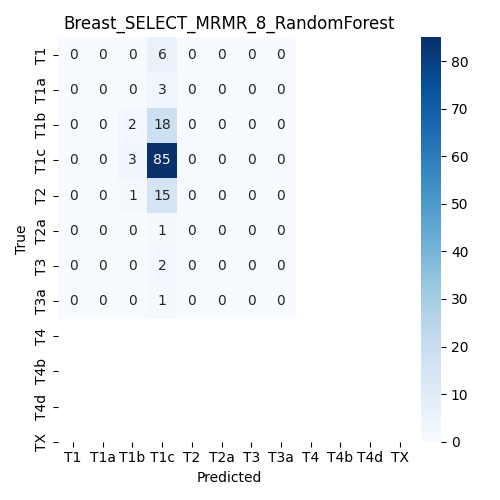 Breast_SELECT_MRMR_8_RandomForest
T1 0 0 0 6 0 0 0 0
T1a 0 0 0 3 0 0 0 0
T1b 0 0 2 18 0 0 0 0
T1c 0 0 3 85 0 0 0 0
T2 0 0 1 15 0 0 0 0
T2a 0 0 0 1 0 0 0 0
T3 0 0 0 2 0 0 0 0
T3a 0 0 0 1 0 0 0 0
T4
T4b
T4d
TX
True
T1 T1a T1b T1c T2 T2a T3 T3a T4 T4b T4d TX
Predicted
80
70
60
50
40
30
20
10
0